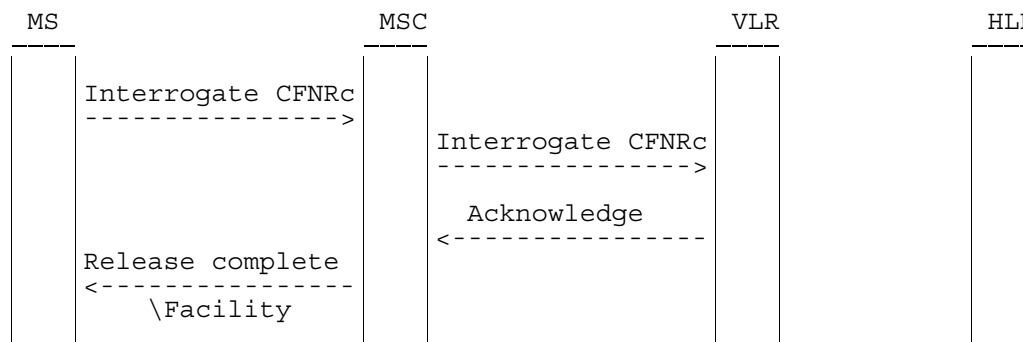 MS MSC VLR
Interrogate CFNRc
---------------->
Interrogate CFNRc
---------------->
Acknowledge
<----------------
Release complete
<----------------
\Facility